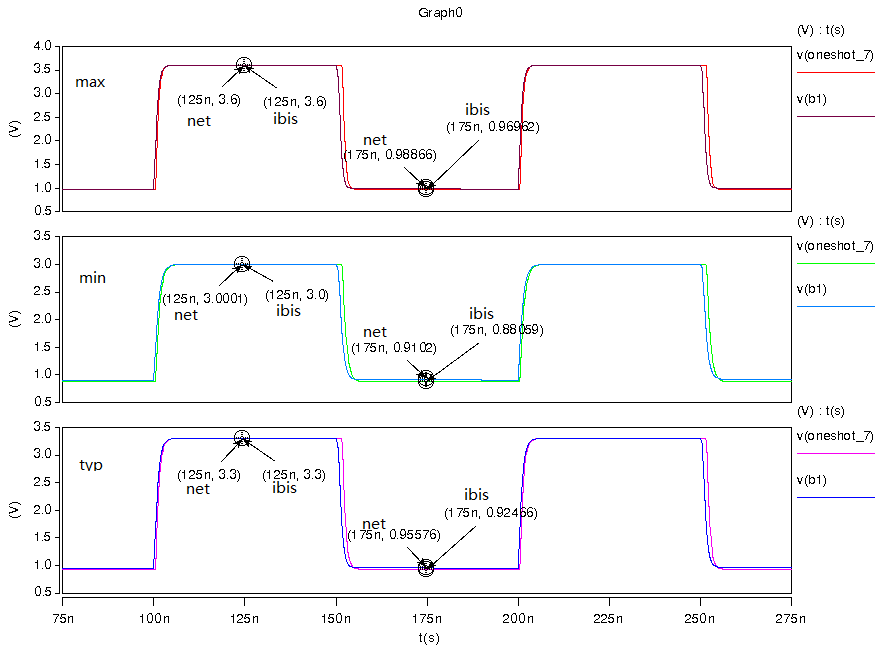 Graph0
(V) : t(s)
v(oneshot_7)
v(b1)
(V)
4.0
3.5
3.0
2.5
2.0
1.5
1.0
0.5
max
(125n, 3.6)
(125n, 3.6)
net
ibis
ibis
(175n, 0.96962)
net
(175n, 0.98866)
(V) : t(s)
v(oneshot_7)
v(b1)
(V)
3.5
3.0
2.5
2.0
1.5
1.0
0.5
min
(125n, 3.0001)
(125n, 3.0)
net
ibis
ibis
(175n, 0.88059)
net
(175n, 0.9102)
(V) : t(s)
v(oneshot_7)
v(b1)
(V)
3.5
3.0
2.5
2.0
1.5
1.0
0.5
typ
(125n, 3.3)
(125n, 3.3)
net
ibis
ibis
(175n, 0.92466)
net
(175n, 0.95576)
75n 100n 125n 150n 175n 200n 225n 250n 275n
t(s)